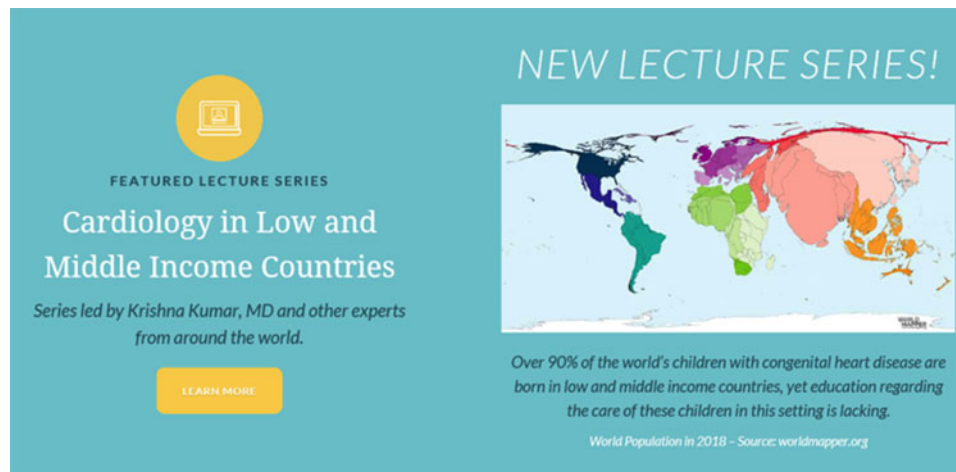 FEATURED LECTURE SERIES
Cardiology in Low and
Middle Income Countries
Series led by Krishna Kumar, MD and other experts
from around the world.
LEARN MORE
NEW LECTURE SERIES!
WORLD
MAPPER
Over 90% of the world's children with congenital heart disease are
born in low and middle income countries, yet education regarding
the care of these children in this setting is lacking.
World Population in 2018 – Source: worldmapper.org